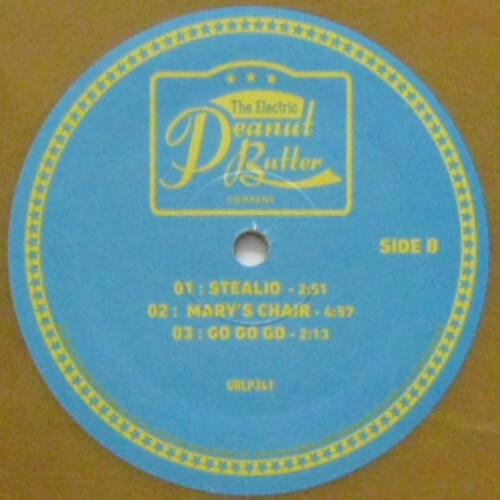 The Electric
Peanut
Butter
COMPANY
SIDE B
01 : STEALIO - 2:51
02 : MARY'S CHAIR - 4:57
03 : GO GO GO - 2:13
URLP341